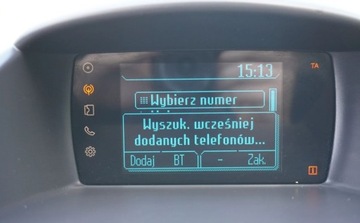 15:13
TA
Wybierz numer
Wyszuk. wcześniej
dodanych telefonów...
Dodaj BT - Zak.